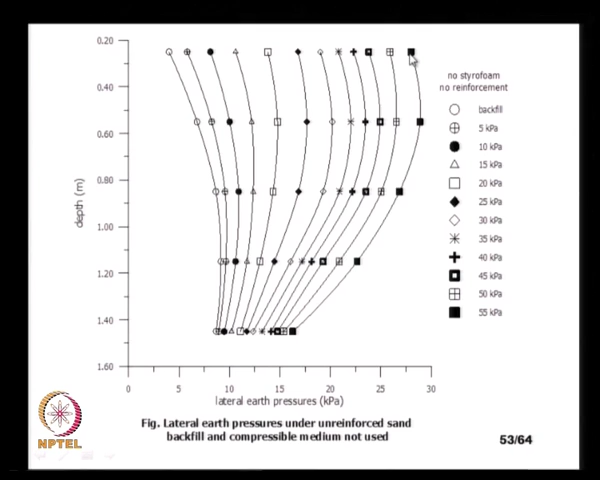 0.20
0.40
0.60
0.80
1.00
1.20
1.40
1.60
depth (m)
0 5 10 15 20 25 30
lateral earth pressures (kPa)
no styrofoam
no reinforcement
backfill
5 kPa
10 kPa
15 kPa
20 kPa
25 kPa
30 kPa
35 kPa
40 kPa
45 kPa
50 kPa
55 kPa
Fig. Lateral earth pressures under unreinforced sand
backfill and compressible medium not used
NPTEL
53/64